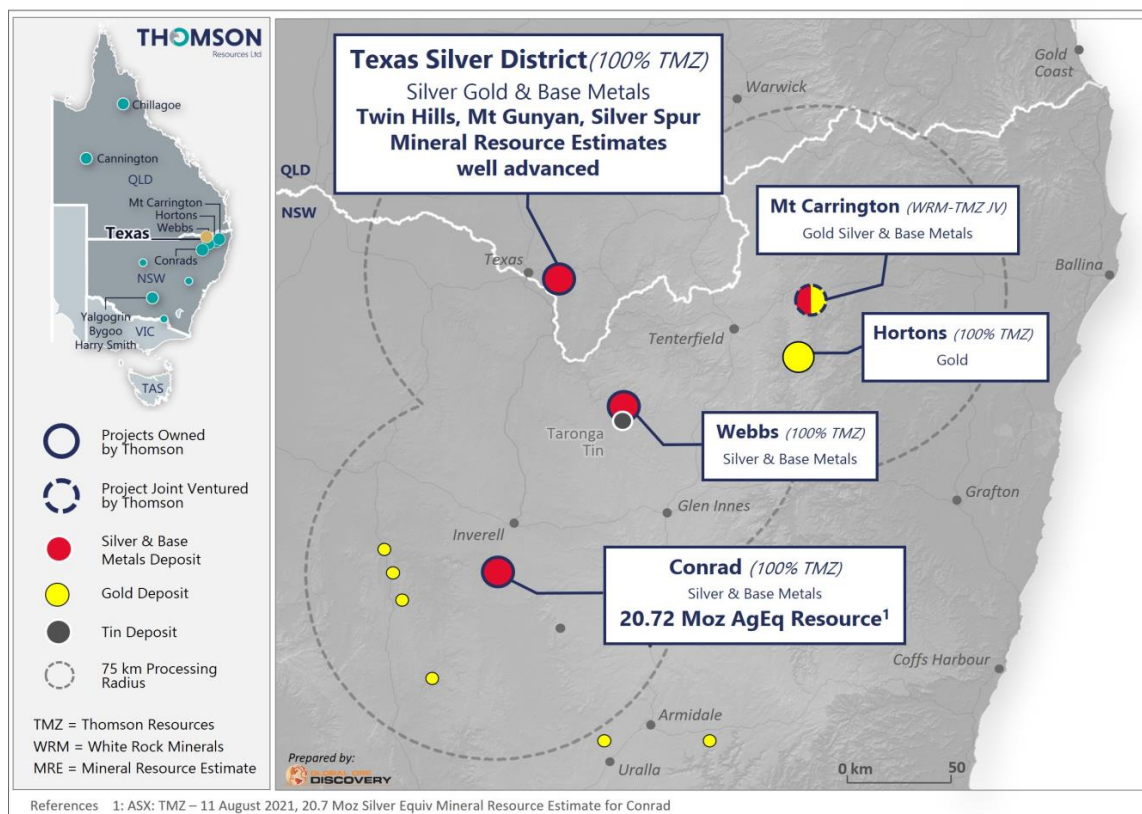 THOMSON
Resources Ltd
Chillagoe
Cannington
QLD
Mt Carrington
Hortons
Webbs
Texas
Conrads
NSW
Yalgogrin
Bygoo
Harry Smith
VIC
TAS
Projects Owned
by Thomson
Project Joint Ventured
by Thomson
Silver & Base
Metals Deposit
Gold Deposit
Tin Deposit
75 km Processing
Radius
TMZ = Thomson Resources
WRM = White Rock Minerals
MRE = Mineral Resource Estimate
Texas Silver District (100% TMZ)
Silver Gold & Base Metals
Twin Hills, Mt Gunyan, Silver Spur
Mineral Resource Estimates
well advanced
Warwick
Gold
Coast
QLD
NSW
Texas
Mt Carrington (WRM-TMZ JV)
Gold Silver & Base Metals
Ballina
Tenterfield
Hortons (100% TMZ)
Gold
Taronga
Tin
Webbs (100% TMZ)
Silver & Base Metals
Glen Innes
Grafton
Inverell
Conrad (100% TMZ)
Silver & Base Metals
20.72 Moz AgEq Resource¹
Coffs Harbour
Armidale
Uralla
Prepared by:
GLOBAL ORE
DISCOVERY
0 km 50
References 1: ASX: TMZ – 11 August 2021, 20.7 Moz Silver Equiv Mineral Resource Estimate for Conrad